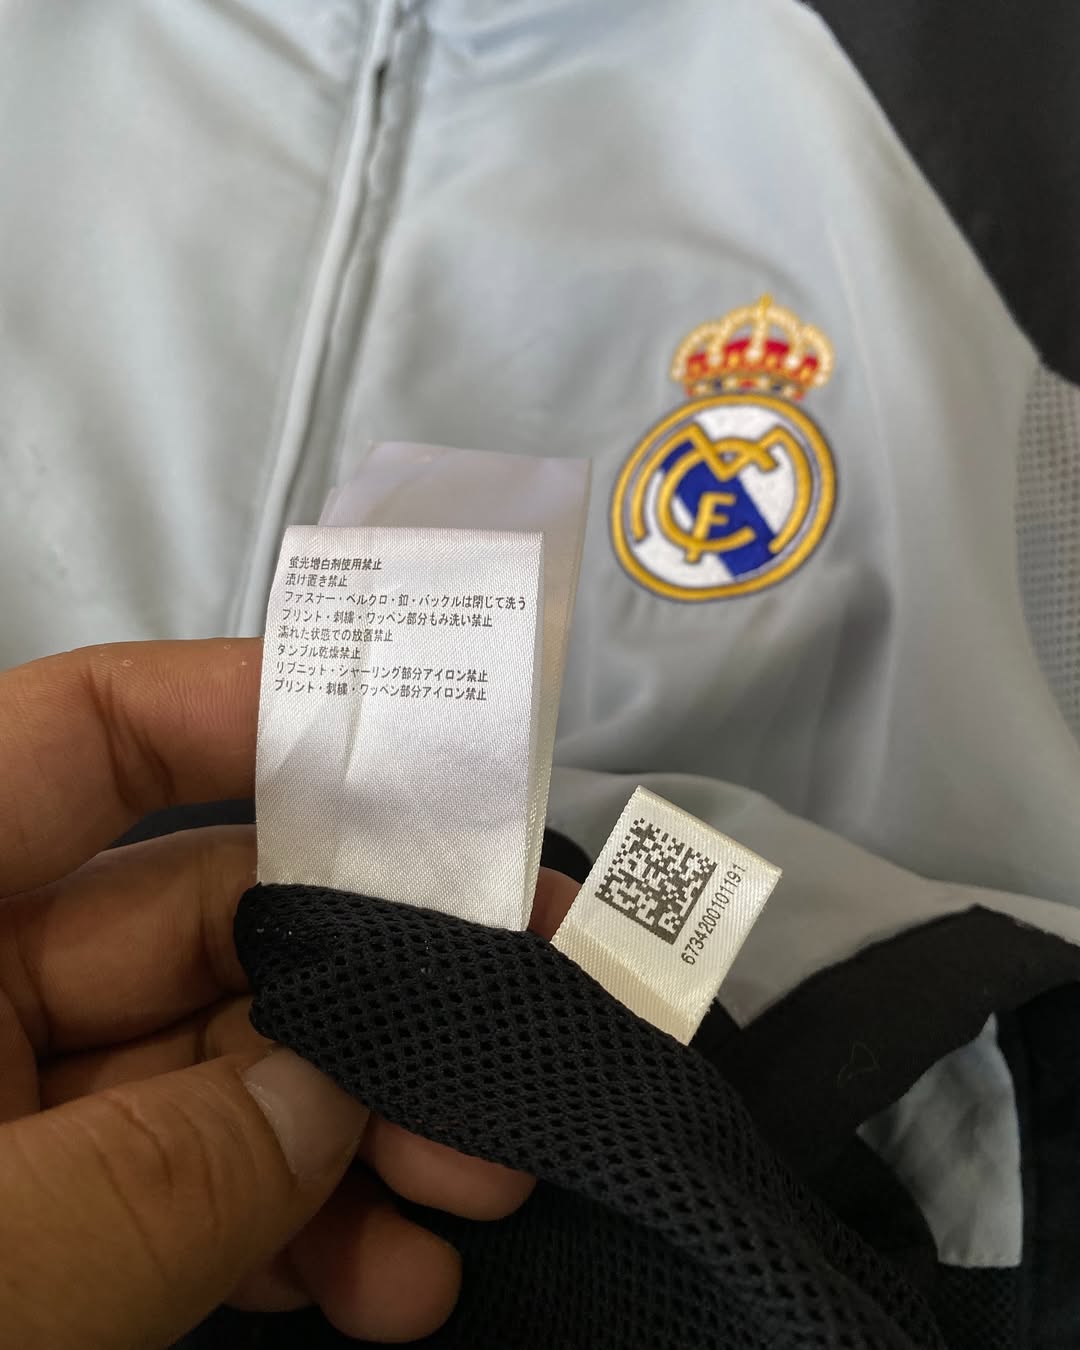 蛍光増白剤使用禁止
漬け置き禁止
ファスナー・ベルクロ・釦・バックルは閉じて洗う
プリント・刺繍・ワッペン部分もみ洗い禁止
濡れた状態での放置禁止
タンブル乾燥禁止
リブニット・シャーリング部分アイロン禁止
プリント・刺繍・ワッペン部分アイロン禁止
6734200101191